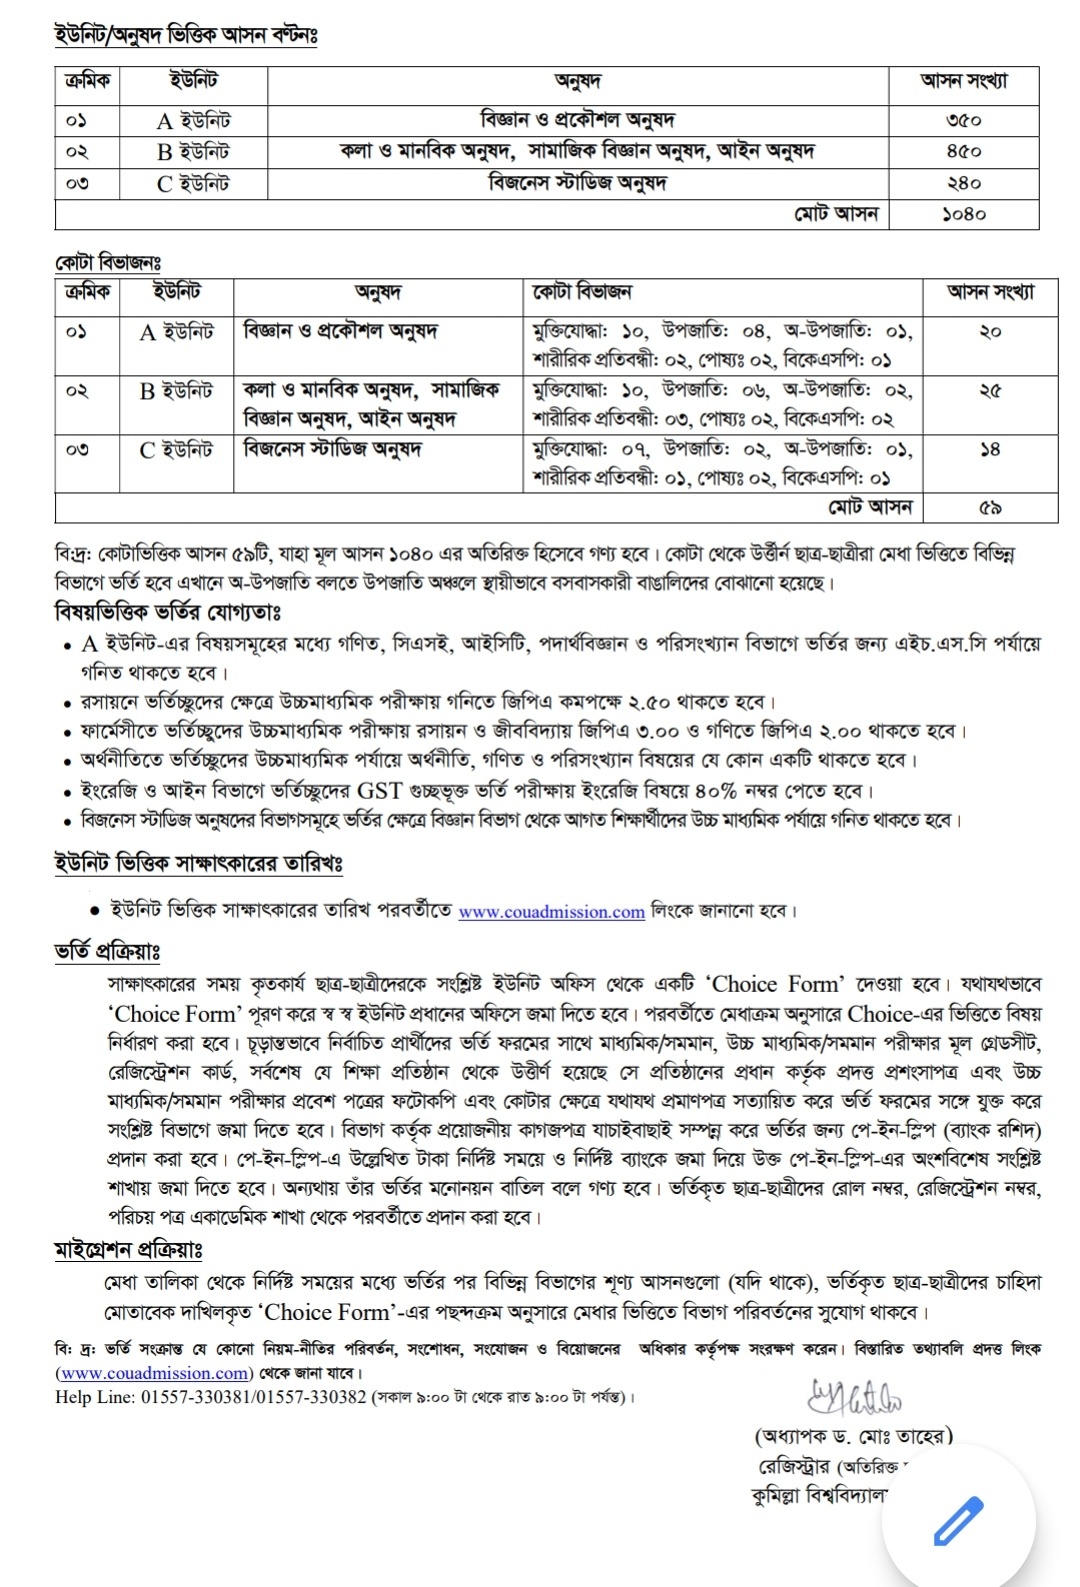 ইউনিট/অনুষদ ভিত্তিক আসন বণ্টনঃ
ক্রমিক ইউনিট অনুষদ আসন সংখ্যা
০১ A ইউনিট বিজ্ঞান ও প্রকৌশল অনুষদ ৩৫০
০২ B ইউনিট কলা ও মানবিক অনুষদ, সামাজিক বিজ্ঞান অনুষদ, আইন অনুষদ ৪৫০
০৩ C ইউনিট বিজনেস স্টাডিজ অনুষদ ২৪০
মোট আসন ১০৪০
কোটা বিভাজনঃ
ক্রমিক ইউনিট অনুষদ কোটা বিভাজন আসন সংখ্যা
০১ A ইউনিট বিজ্ঞান ও প্রকৌশল অনুষদ মুক্তিযোদ্ধা: ১০, উপজাতি: ০৪, অ-উপজাতি: ০১, ২০
শারীরিক প্রতিবন্ধী: ০২, পোষ্যঃ ০২, বিকেএসপি: ০১
০২ B ইউনিট কলা ও মানবিক অনুষদ, সামাজিক মুক্তিযোদ্ধা: ১০, উপজাতি: ০৬, অ-উপজাতি: ০২, ২৫
বিজ্ঞান অনুষদ, আইন অনুষদ শারীরিক প্রতিবন্ধী: ০৩, পোষ্যঃ ০২, বিকেএসপি: ০২
০৩ C ইউনিট বিজনেস স্টাডিজ অনুষদ মুক্তিযোদ্ধা: ০৭, উপজাতি: ০২, অ-উপজাতি: ০১, ১৪
শারীরিক প্রতিবন্ধী: ০১, পোষ্যঃ ০২, বিকেএসপি: ০১
মোট আসন ৫৯
বি:দ্র: কোটাভিত্তিক আসন ৫৯টি, যাহা মূল আসন ১০৪০ এর অতিরিক্ত হিসেবে গণ্য হবে। কোটা থেকে উর্ত্তীন ছাত্র-ছাত্রীরা মেধা ভিত্তিতে বিভিন্ন
বিভাগে ভর্তি হবে এখানে অ-উপজাতি বলতে উপজাতি অঞ্চলে স্থায়ীভাবে বসবাসকারী বাঙালিদের বোঝানো হয়েছে।
বিষয়ভিত্তিক ভর্তির যোগ্যতাঃ
• A ইউনিট-এর বিষয়সমূহের মধ্যে গণিত, সিএসই, আইসিটি, পদার্থবিজ্ঞান ও পরিসংখ্যান বিভাগে ভর্তির জন্য এইচ.এস.সি পর্যায়ে
গনিত থাকতে হবে।
• রসায়নে ভর্তিচ্ছুদের ক্ষেত্রে উচ্চমাধ্যমিক পরীক্ষায় গনিতে জিপিএ কমপক্ষে ২.৫০ থাকতে হবে।
• ফার্মেসীতে ভর্তিচ্ছুদের উচ্চমাধ্যমিক পরীক্ষায় রসায়ন ও জীববিদ্যায় জিপিএ ৩.০০ ও গণিতে জিপিএ ২.০০ থাকতে হবে।
• অর্থনীতিতে ভর্তিচ্ছুদের উচ্চমাধ্যমিক পর্যায়ে অর্থনীতি, গণিত ও পরিসংখ্যান বিষয়ের যে কোন একটি থাকতে হবে।
• ইংরেজি ও আইন বিভাগে ভর্তিচ্ছুদের GST গুচ্ছভূক্ত ভর্তি পরীক্ষায় ইংরেজি বিষয়ে ৪০% নম্বর পেতে হবে।
• বিজনেস স্টাডিজ অনুষদের বিভাগসমূহে ভর্তির ক্ষেত্রে বিজ্ঞান বিভাগ থেকে আগত শিক্ষার্থীদের উচ্চ মাধ্যমিক পর্যায়ে গনিত থাকতে হবে।
ইউনিট ভিত্তিক সাক্ষাৎকারের তারিখঃ
• ইউনিট ভিত্তিক সাক্ষাৎকারের তারিখ পরবর্তীতে www.couadmission.com লিংকে জানানো হবে।
ভর্তি প্রক্রিয়াঃ
সাক্ষাৎকারের সময় কৃতকার্য ছাত্র-ছাত্রীদেরকে সংশ্লিষ্ট ইউনিট অফিস থেকে একটি ‘Choice Form’ দেওয়া হবে। যথাযথভাবে
‘Choice Form’ পূরণ করে স্ব স্ব ইউনিট প্রধানের অফিসে জমা দিতে হবে। পরবর্তীতে মেধাক্রম অনুসারে Choice-এর ভিত্তিতে বিষয়
নির্ধারণ করা হবে। চূড়ান্তভাবে নির্বাচিত প্রার্থীদের ভর্তি ফরমের সাথে মাধ্যমিক/সমমান, উচ্চ মাধ্যমিক/সমমান পরীক্ষার মূল গ্রেডসীট,
রেজিস্ট্রেশন কার্ড, সর্বশেষ যে শিক্ষা প্রতিষ্ঠান থেকে উত্তীর্ণ হয়েছে সে প্রতিষ্ঠানের প্রধান কর্তৃক প্রদত্ত প্রশংসাপত্র এবং উচ্চ
মাধ্যমিক/সমমান পরীক্ষার প্রবেশ পত্রের ফটোকপি এবং কোটার ক্ষেত্রে যথাযথ প্রমাণপত্র সত্যায়িত করে ভর্তি ফরমের সঙ্গে যুক্ত করে
সংশ্লিষ্ট বিভাগে জমা দিতে হবে। বিভাগ কর্তৃক প্রয়োজনীয় কাগজপত্র যাচাইবাছাই সম্পন্ন করে ভর্তির জন্য পে-ইন-স্লিপ (ব্যাংক রশিদ)
প্রদান করা হবে। পে-ইন-স্লিপ-এ উল্লেখিত টাকা নির্দিষ্ট সময়ে ও নির্দিষ্ট ব্যাংকে জমা দিয়ে উক্ত পে-ইন-স্লিপ-এর অংশবিশেষ সংশ্লিষ্ট
শাখায় জমা দিতে হবে। অন্যথায় তাঁর ভর্তির মনোনয়ন বাতিল বলে গণ্য হবে। ভর্তিকৃত ছাত্র-ছাত্রীদের রোল নম্বর, রেজিস্ট্রেশন নম্বর,
পরিচয় পত্র একাডেমিক শাখা থেকে পরবর্তীতে প্রদান করা হবে।
মাইগ্রেশন প্রক্রিয়াঃ
মেধা তালিকা থেকে নির্দিষ্ট সময়ের মধ্যে ভর্তির পর বিভিন্ন বিভাগের শূণ্য আসনগুলো (যদি থাকে), ভর্তিকৃত ছাত্র-ছাত্রীদের চাহিদা
মোতাবেক দাখিলকৃত ‘Choice Form’-এর পছন্দক্রম অনুসারে মেধার ভিত্তিতে বিভাগ পরিবর্তনের সুযোগ থাকবে।
বি: দ্র: ভর্তি সংক্রান্ত যে কোনো নিয়ম-নীতির পরিবর্তন, সংশোধন, সংযোজন ও বিয়োজনের অধিকার কর্তৃপক্ষ সংরক্ষণ করেন। বিস্তারিত তথ্যাবলি প্রদত্ত লিংক
(www.couadmission.com) থেকে জানা যাবে।
Help Line: 01557-330381/01557-330382 (সকাল ৯:০০ টা থেকে রাত ৯:০০ টা পর্যন্ত)।
(অধ্যাপক ড. মোঃ তাহের)
রেজিস্ট্রার (অতিরিক্ত
কুমিল্লা